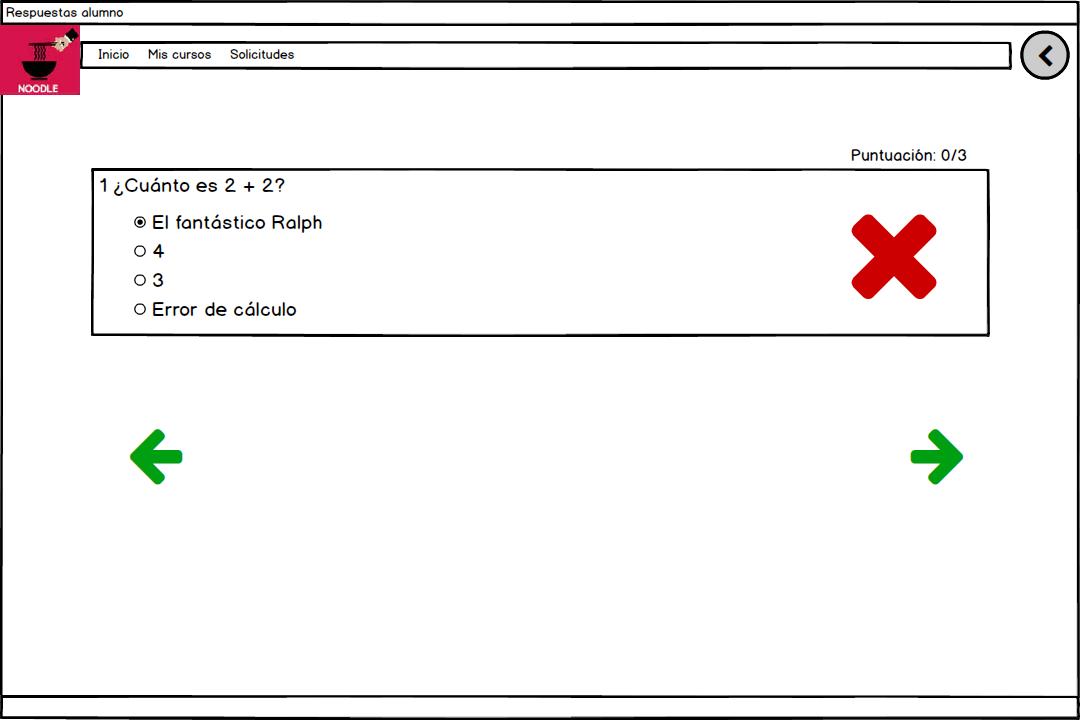 Respuestas alumno
NOODLE
Inicio Mis cursos Solicitudes
Puntuación: 0/3
1 ¿Cuánto es 2 + 2?
El fantástico Ralph
4
3
Error de cálculo